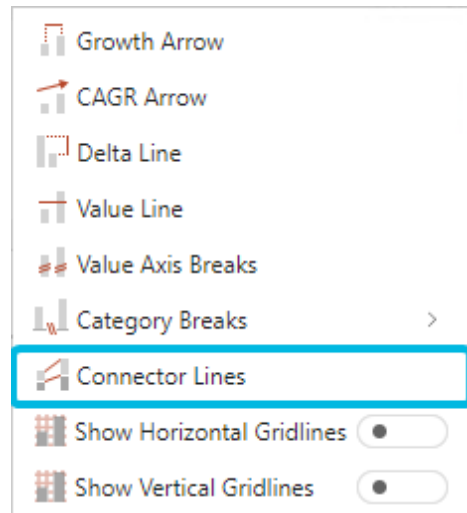 Growth Arrow
CAGR Arrow
Delta Line
Value Line
Value Axis Breaks
Category Breaks
Connector Lines
Show Horizontal Gridlines
Show Vertical Gridlines